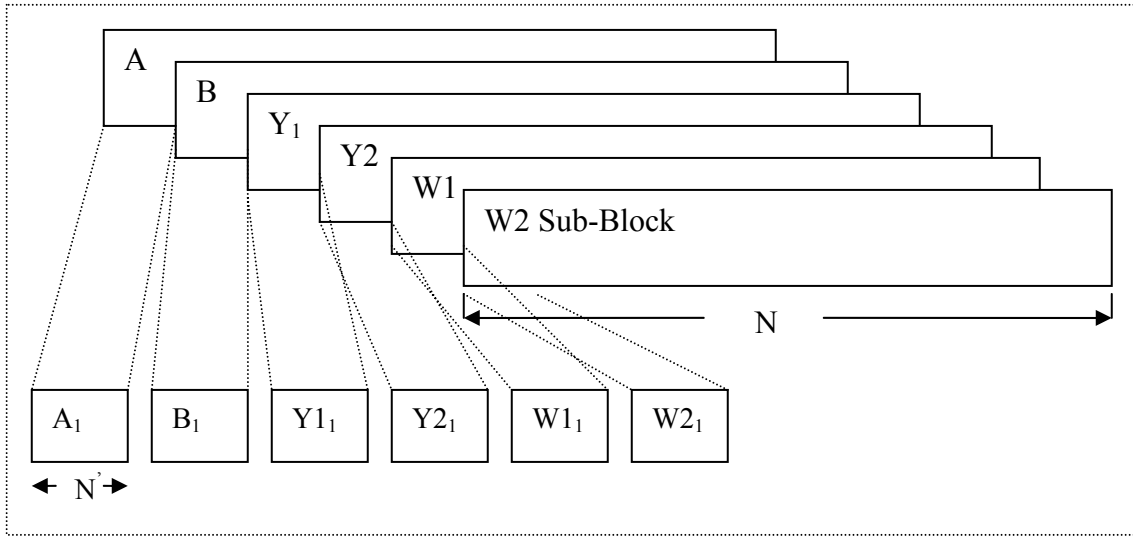 A
B
Y₁
Y2
W1
W2 Sub-Block
N
A₁ B₁ Y1₁ Y2₁ W1₁ W2₁
N’